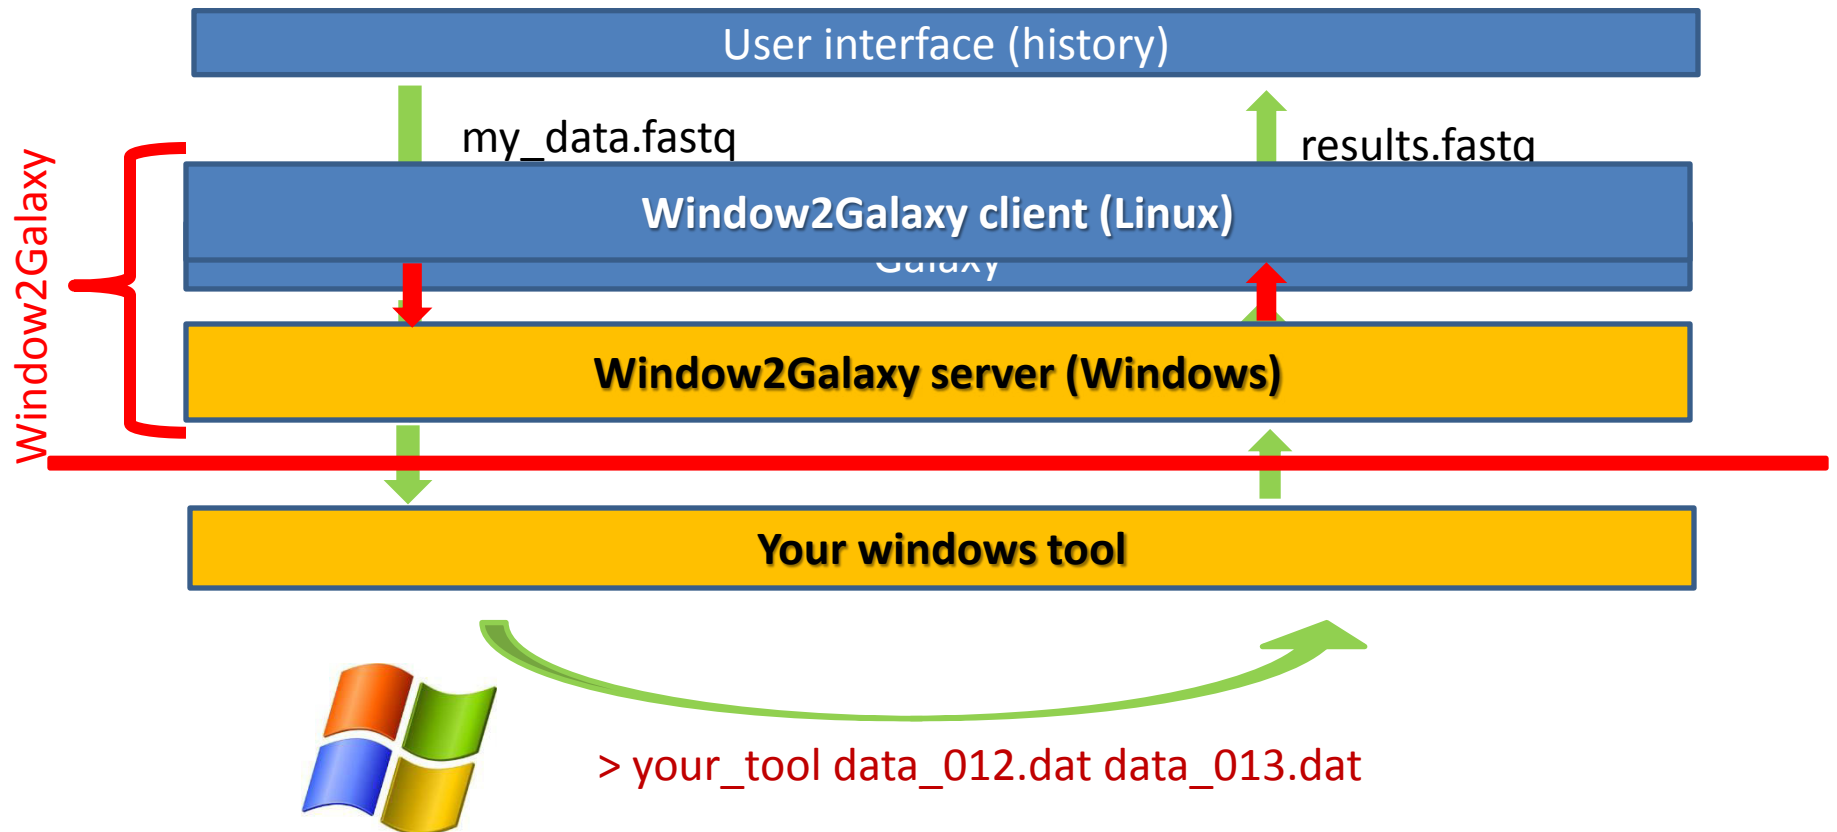 User interface (history)
my_data.fastq
results.fastq
Window2Galaxy
Window2Galaxy client (Linux)
Galaxy
Window2Galaxy server (Windows)
Your windows tool
> your_tool data_012.dat data_013.dat